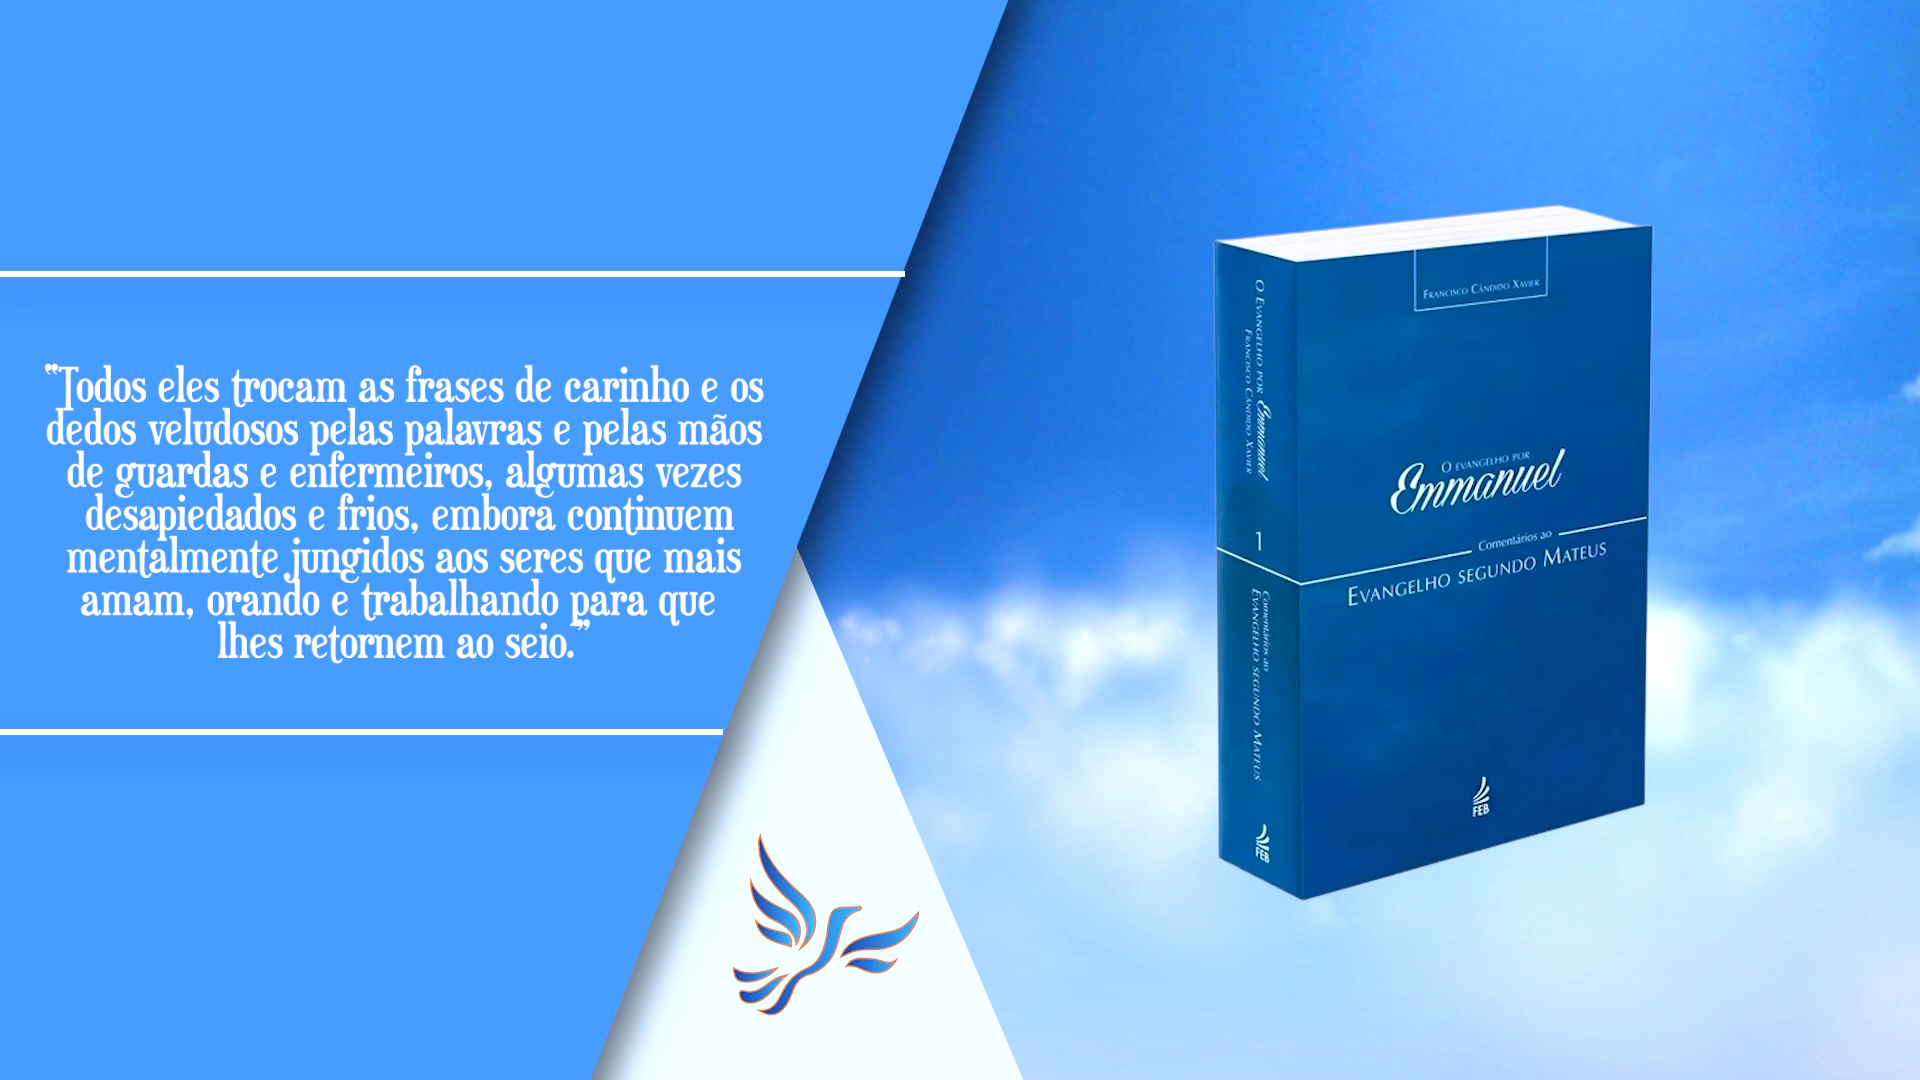 “Todos eles trocam as frases de carinho e os
dedos veludosos pelas palavras e pelas mãos
de guardas e enfermeiros, algumas vezes
desapiedados e frios, embora continuem
mentalmente jungidos aos seres que mais
amam, orando e trabalhando para que
lhes retornem ao seio.”
Francisco Cândido Xavier
O evangelho por
Emmanuel
Comentários ao
Evangelho segundo Mateus
FEB
O Evangelho por Emmanuel
Francisco Cândido Xavier
1
Comentários ao
Evangelho segundo Mateus
FEB